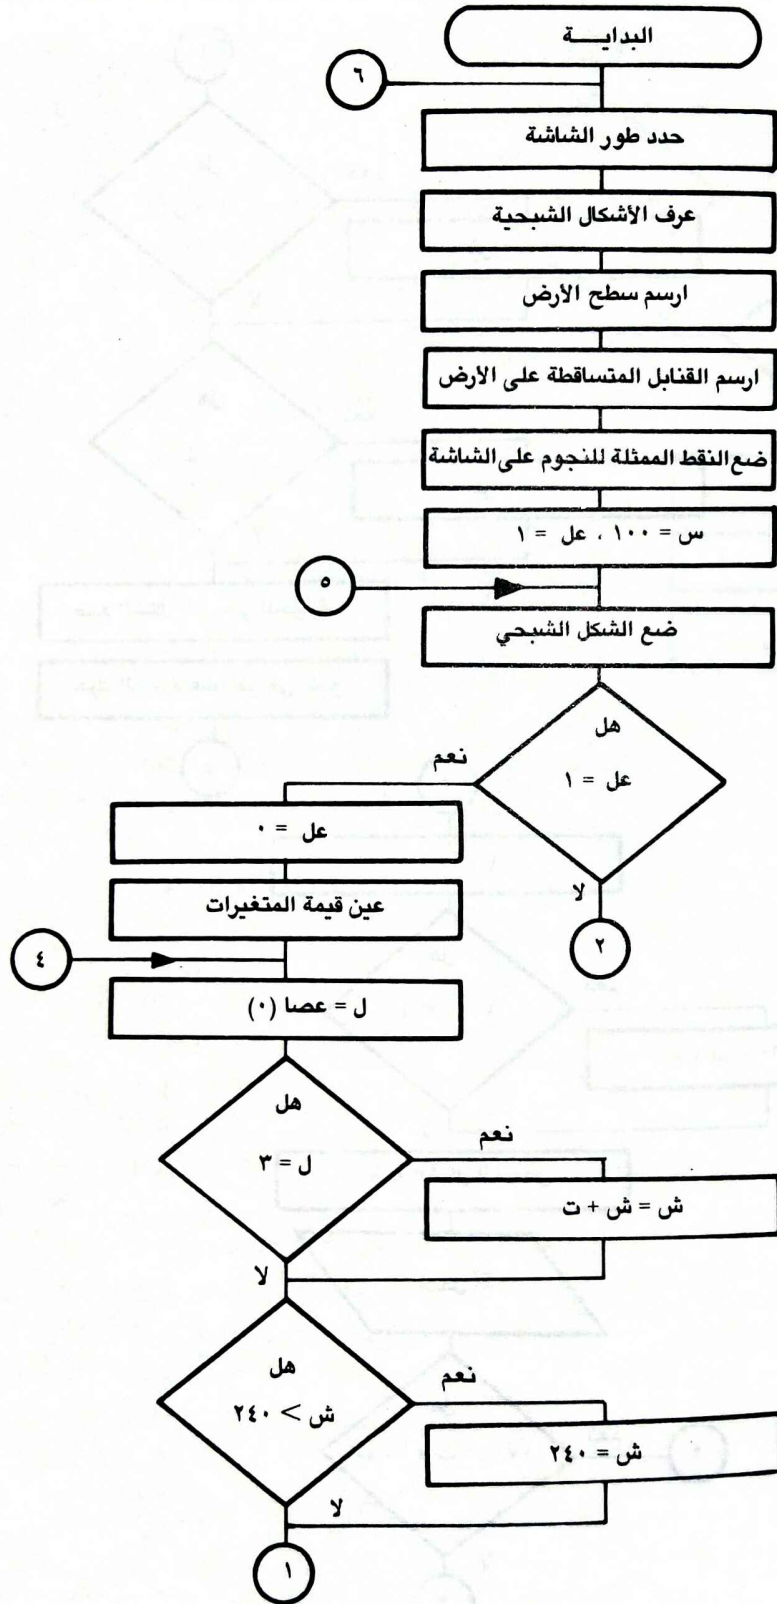 البدايـــة
٦
حدد طور الشاشة
عرف الأشكال الشبحية
ارسم سطح الأرض
ارسم القنابل المتساقطة على الأرض
ضع النقط الممثلة للنجوم على الشاشة
س = ١٠٠ ، عل = ١
٥
ضع الشكل الشبحي
هل
عل = ١
نعم
لا
٢
عل = ٠
عين قيمة المتغيرات
٤
ل = عصا (٠)
هل
ل = ٣
نعم
ش = ش + ت
لا
هل
ش > ٢٤٠
نعم
ش = ٢٤٠
لا
١